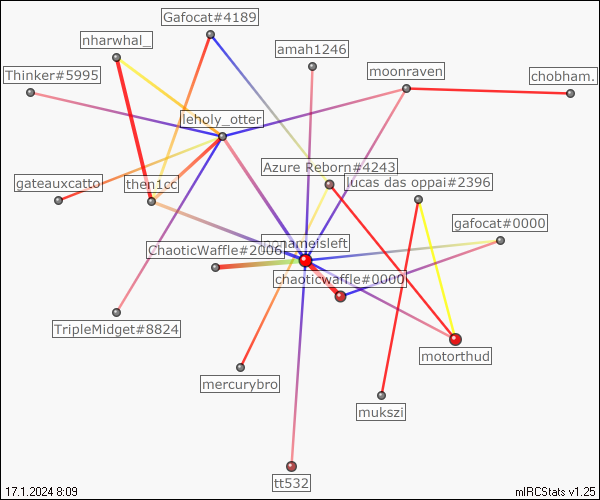 Gafocat#4189
nharwhal_
amah1246
moonraven
Thinker#5995
chobham.
leholy_otter
Azure Reborn#4243
gateauxcatto
then1cc
lucas das oppai#2396
gafocat#0000
nonameisleft
ChaoticWaffle#2006
chaoticwaffle#0000
TripleMidget#8824
motorthud
mercurybro
mukszi
tt532
17.1.2024 8:09
mIRCStats v1.25